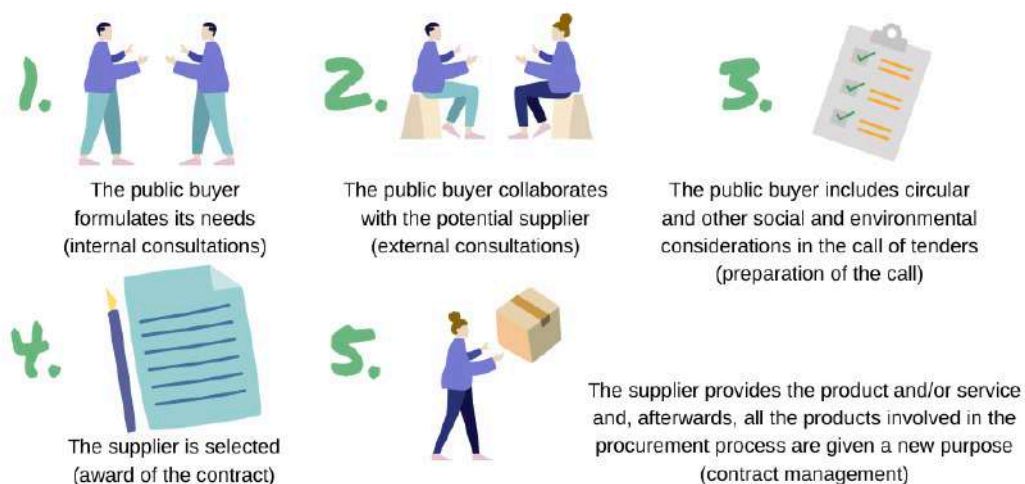 1.
The public buyer
formulates its needs
(internal consultations)
2.
The public buyer collaborates
with the potential supplier
(external consultations)
3.
The public buyer includes circular
and other social and environmental
considerations in the call of tenders
(preparation of the call)
4.
The supplier is selected
(award of the contract)
5.
The supplier provides the product and/or service
and, afterwards, all the products involved in the
procurement process are given a new purpose
(contract management)